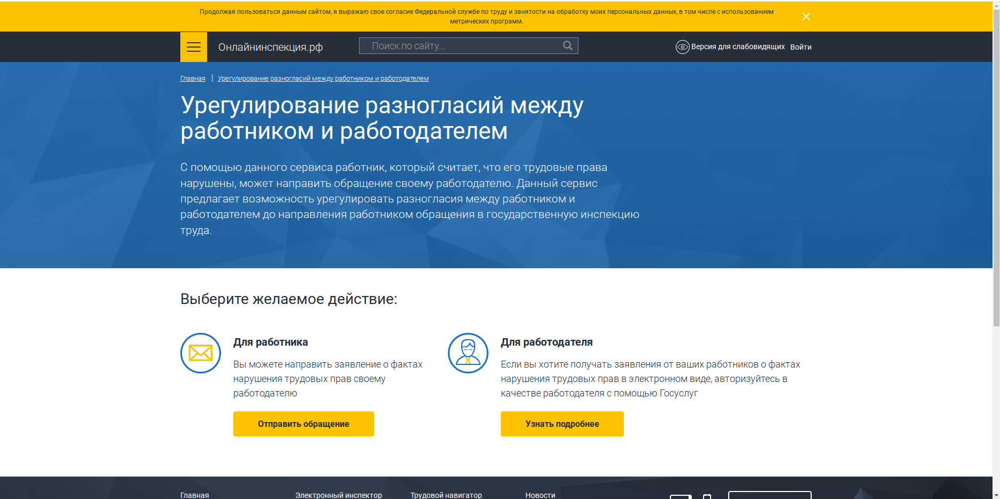 Продолжая пользоваться данным сайтом, я выражаю свое согласие Федеральной службе по труду и занятости на обработку моих персональных данных, в том числе с использованием
метрических программ.
Онлайнинспекция.рф
Поиск по сайту...
Версия для слабовидящих
Войти
Главная | Урегулирование разногласий между работником и работодателем
Урегулирование разногласий между
работником и работодателем
С помощью данного сервиса работник, который считает, что его трудовые права
нарушены, может направить обращение своему работодателю. Данный сервис
предлагает возможность урегулировать разногласия между работником и
работодателем до направления работником обращения в государственную инспекцию
труда.
Выберите желаемое действие:
Для работника
Вы можете направить заявление о фактах
нарушения трудовых прав своему
работодателю
Отправить обращение
Для работодателя
Если вы хотите получать заявления от ваших работников о фактах
нарушения трудовых прав в электронном виде, авторизуйтесь в
качестве работодателя с помощью Госуслуг
Узнать подробнее
Главная
Электронный инспектор
Трудовой навигатор
Новости